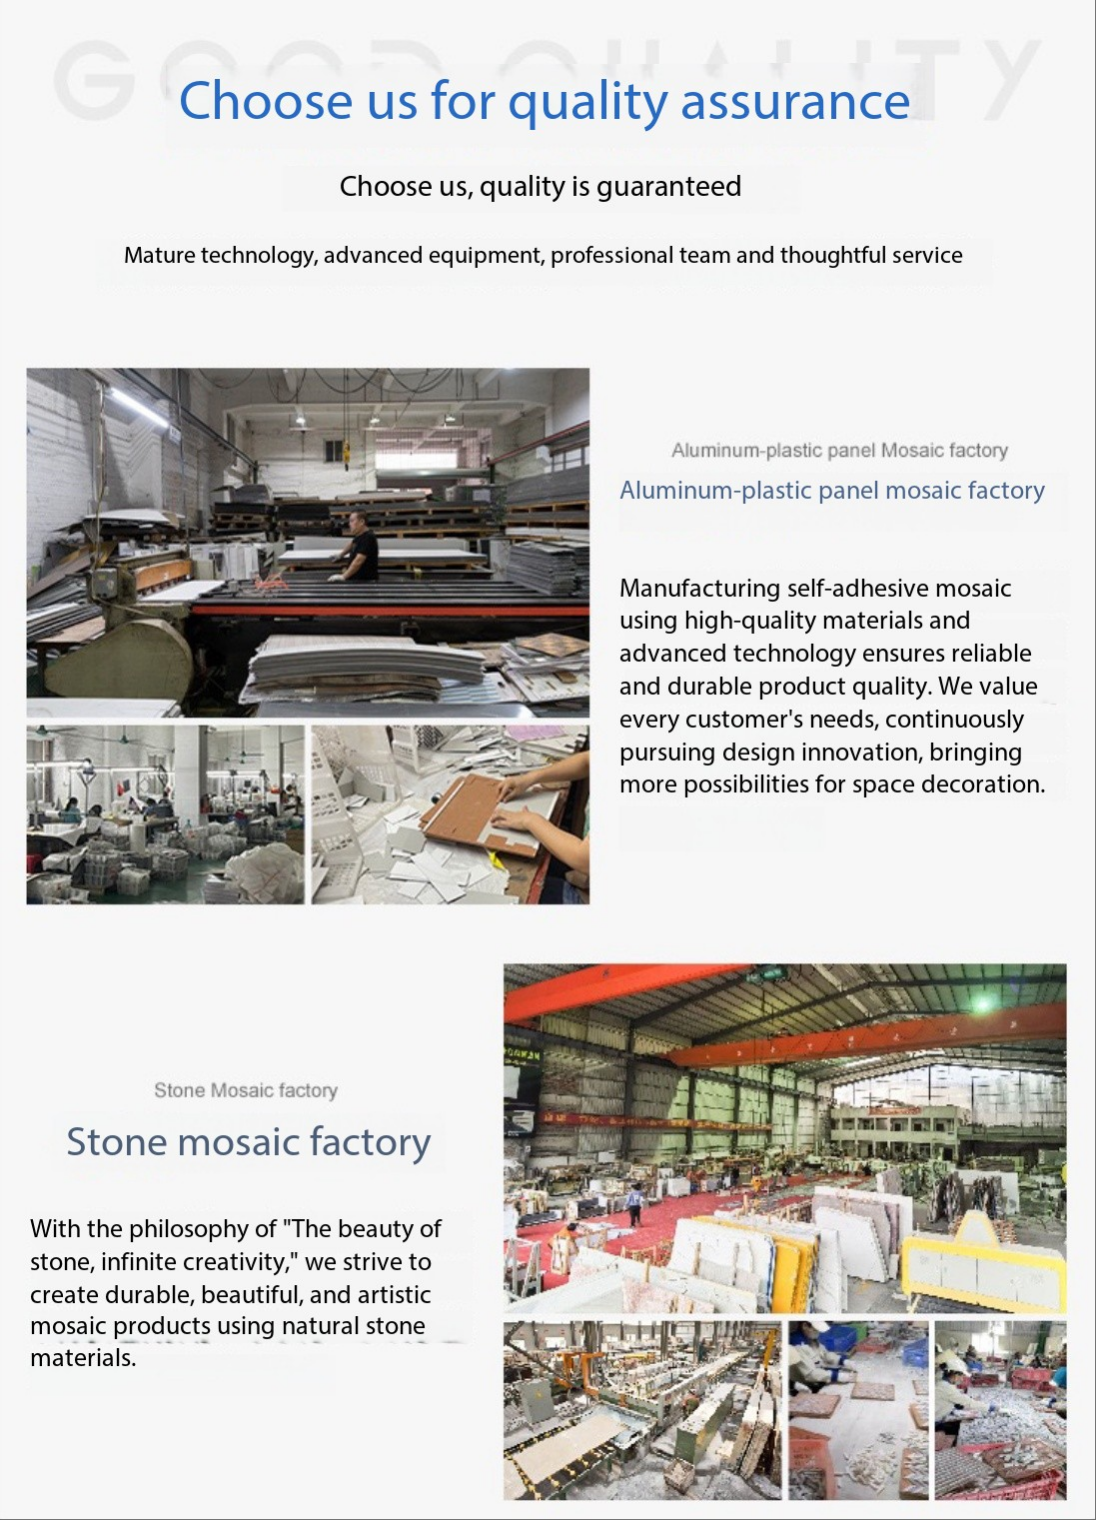 GOOD QUALITY
Choose us for quality assurance
Choose us, quality is guaranteed
Mature technology, advanced equipment, professional team and thoughtful service
Aluminum-plastic panel Mosaic factory
Aluminum-plastic panel mosaic factory
Manufacturing self-adhesive mosaic
using high-quality materials and
advanced technology ensures reliable
and durable product quality. We value
every customer's needs, continuously
pursuing design innovation, bringing
more possibilities for space decoration.
Stone Mosaic factory
Stone mosaic factory
With the philosophy of "The beauty of
stone, infinite creativity," we strive to
create durable, beautiful, and artistic
mosaic products using natural stone
materials.